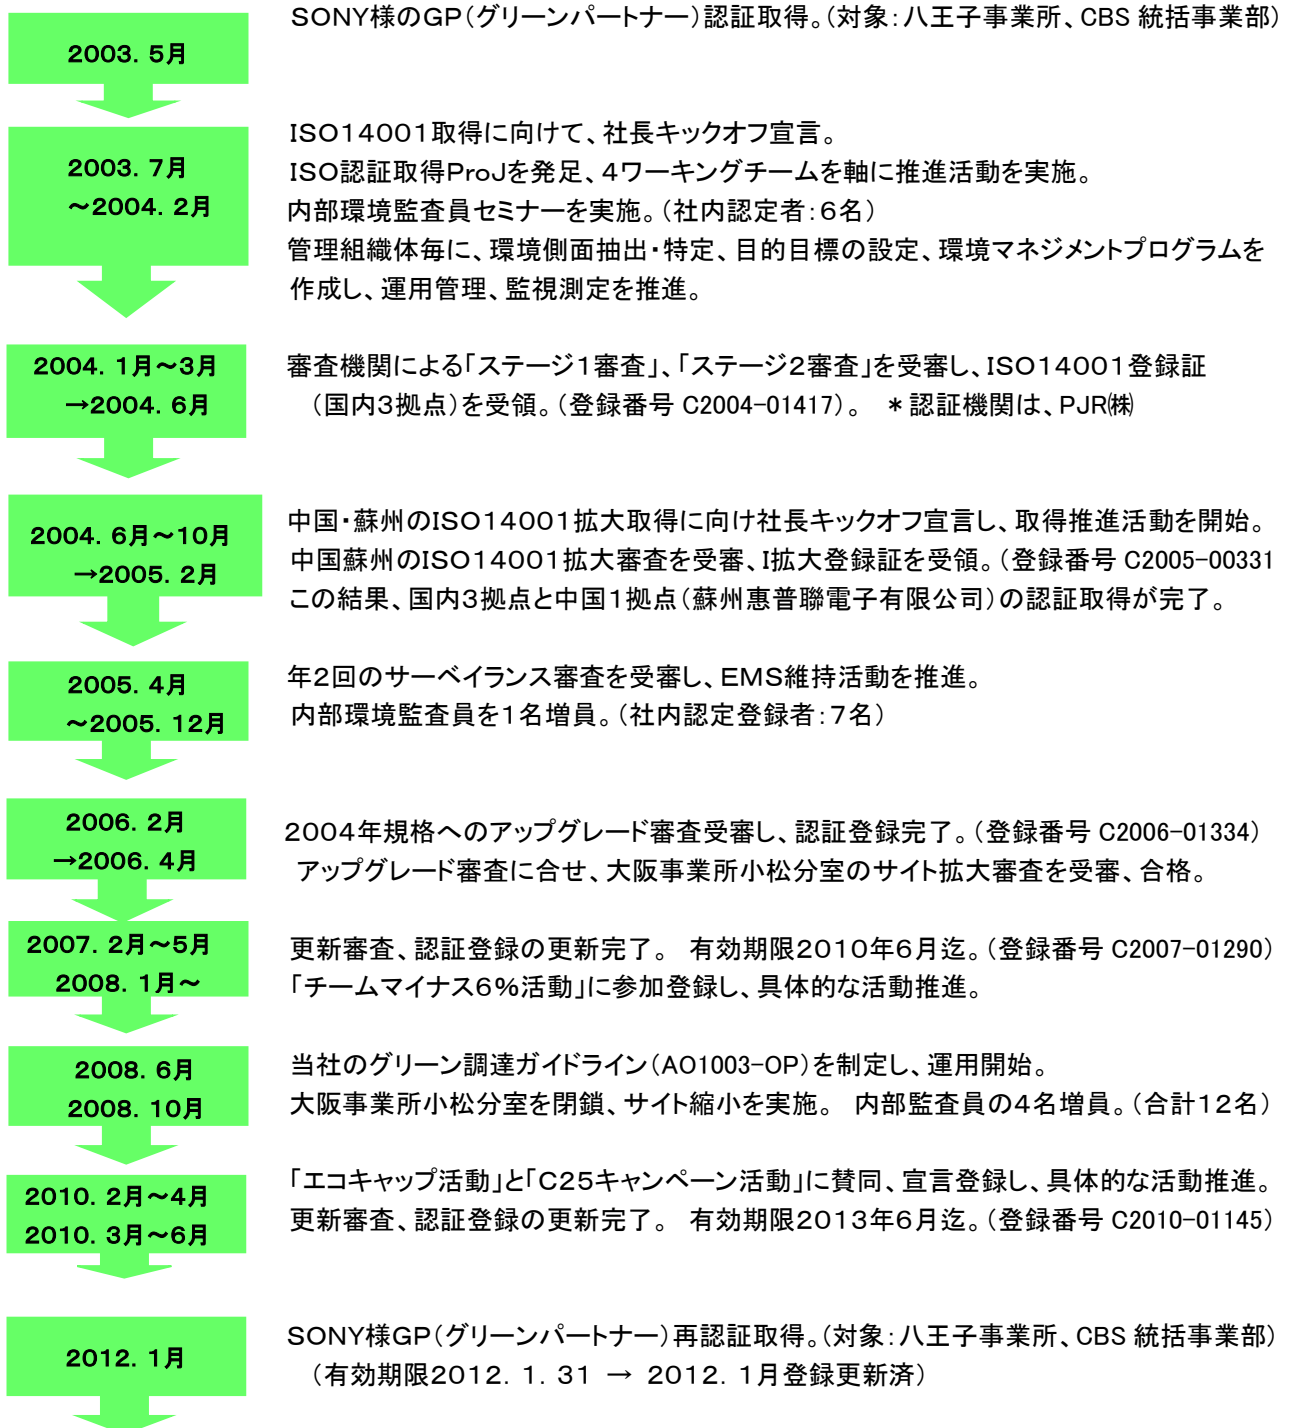 2003．5月
SONY様のGP（グリーンパートナー）認証取得。（対象：八王子事業所、CBS 統括事業部）
2003．7月
～2004．2月
ISO14001取得に向けて、社長キックオフ宣言。
ISO認証取得ProJを発足、4ワーキングチームを軸に推進活動を実施。
内部環境監査員セミナーを実施。（社内認定者：6名）
管理組織体毎に、環境側面抽出・特定、目的目標の設定、環境マネジメントプログラムを
作成し、運用管理、監視測定を推進。
2004．1月～3月
→2004．6月
審査機関による「ステージ1審査」、「ステージ2審査」を受審し、ISO14001登録証
（国内3拠点）を受領。（登録番号 C2004-01417）。 ＊認証機関は、PJR㈱
2004．6月～10月
→2005．2月
中国・蘇州のISO14001拡大取得に向け社長キックオフ宣言し、取得推進活動を開始。
中国蘇州のISO14001拡大審査を受審、I拡大登録証を受領。（登録番号 C2005-00331
この結果、国内3拠点と中国1拠点（蘇州惠普聯電子有限公司）の認証取得が完了。
2005．4月
～2005．12月
年2回のサーベイランス審査を受審し、EMS維持活動を推進。
内部環境監査員を1名増員。（社内認定登録者：7名）
2006．2月
→2006．4月
2004年規格へのアップグレード審査受審し、認証登録完了。（登録番号 C2006-01334）
アップグレード審査に合せ、大阪事業所小松分室のサイト拡大審査を受審、合格。
2007．2月～5月
2008．1月～
更新審査、認証登録の更新完了。 有効期限2010年6月迄。（登録番号 C2007-01290）
「チームマイナス6％活動」に参加登録し、具体的な活動推進。
2008．6月
2008．10月
当社のグリーン調達ガイドライン（AO1003-OP）を制定し、運用開始。
大阪事業所小松分室を閉鎖、サイト縮小を実施。 内部監査員の4名増員。（合計12名）
2010．2月～4月
2010．3月～6月
「エコキャップ活動」と「C25キャンペーン活動」に賛同、宣言登録し、具体的な活動推進。
更新審査、認証登録の更新完了。 有効期限2013年6月迄。（登録番号 C2010-01145）
2012．1月
SONY様GP（グリーンパートナー）再認証取得。（対象：八王子事業所、CBS 統括事業部）
（有効期限2012．1．31 → 2012．1月登録更新済）